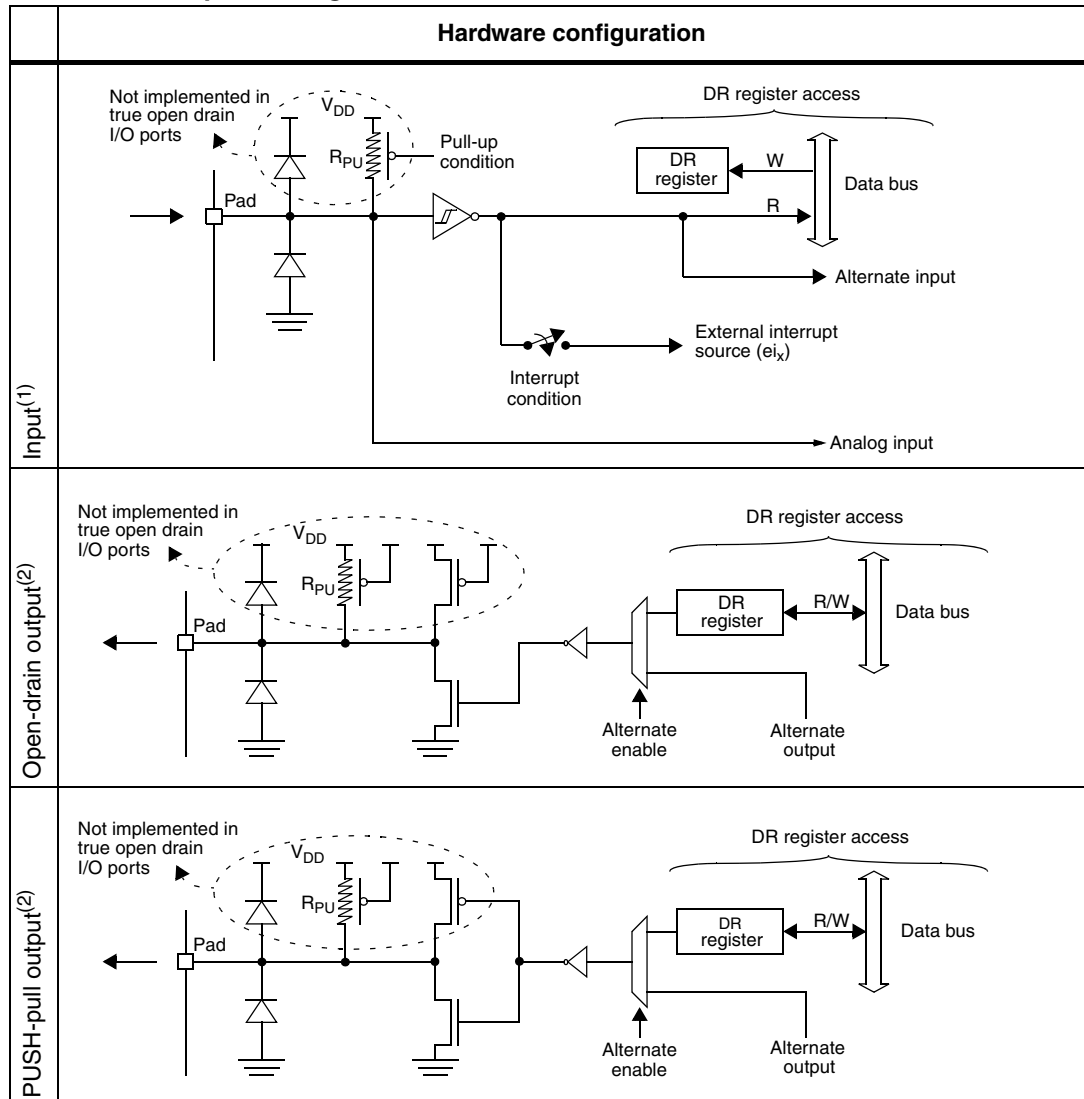 Hardware configuration
Input(1)
Not implemented in
true open drain
I/O ports
VDD
RPU
Pull-up
condition
Pad
DR register access
DR
register
W
R
Data bus
Alternate input
External interrupt
source (eix)
Interrupt
condition
Analog input
Open-drain output(2)
Not implemented in
true open drain
I/O ports
VDD
RPU
Pad
DR register access
DR
register
R/W
Data bus
Alternate
enable
Alternate
output
PUSH-pull output(2)
Not implemented in
true open drain
I/O ports
VDD
RPU
Pad
DR register access
DR
register
R/W
Data bus
Alternate
enable
Alternate
output